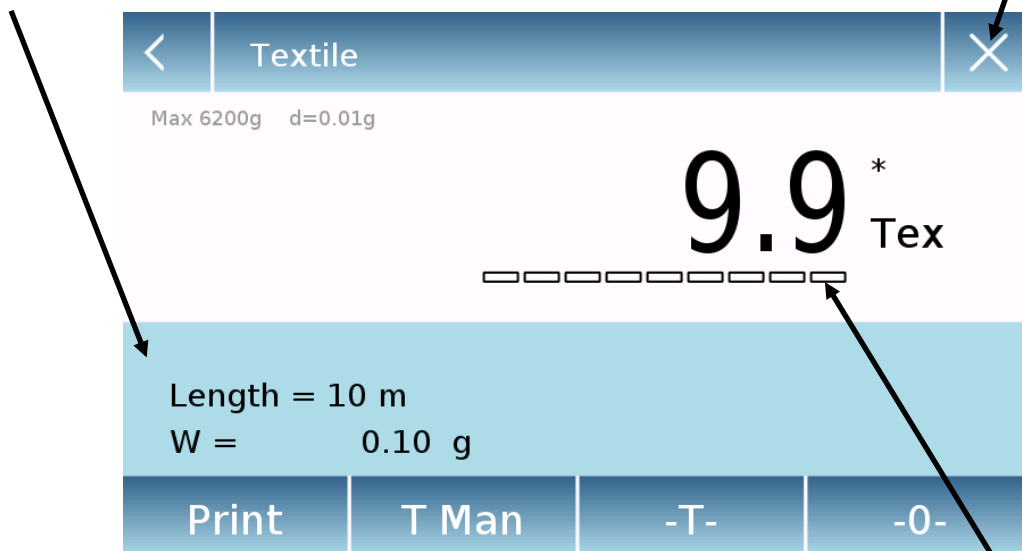 Textile
Max 6200g d=0.01g
9.9 * Tex
Length = 10 m
W = 0.10 g
Print T Man -T- -0-